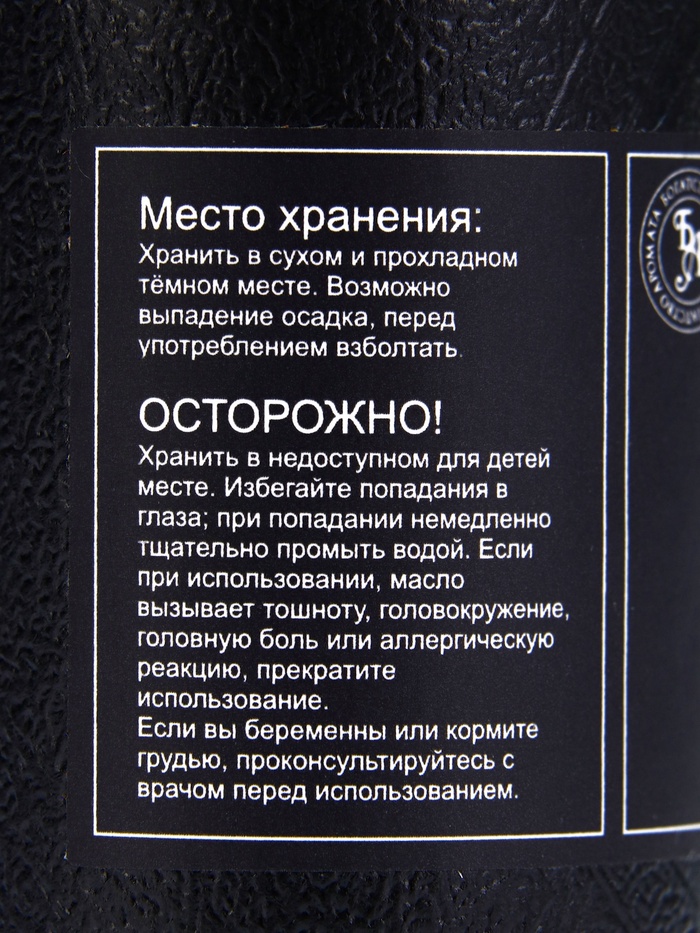 Место хранения:
Хранить в сухом и прохладном
тёмном месте. Возможно
выпадение осадка, перед
употреблением взболтать.
ОСТОРОЖНО!
Хранить в недоступном для детей
месте. Избегайте попадания в
глаза; при попадании немедленно
тщательно промыть водой. Если
при использовании, масло
вызывает тошноту, головокружение,
головную боль или аллергическую
реакцию, прекратите
использование.
Если вы беременны или кормите
грудью, проконсультируйтесь с
врачом перед использованием.
АРОМАТА